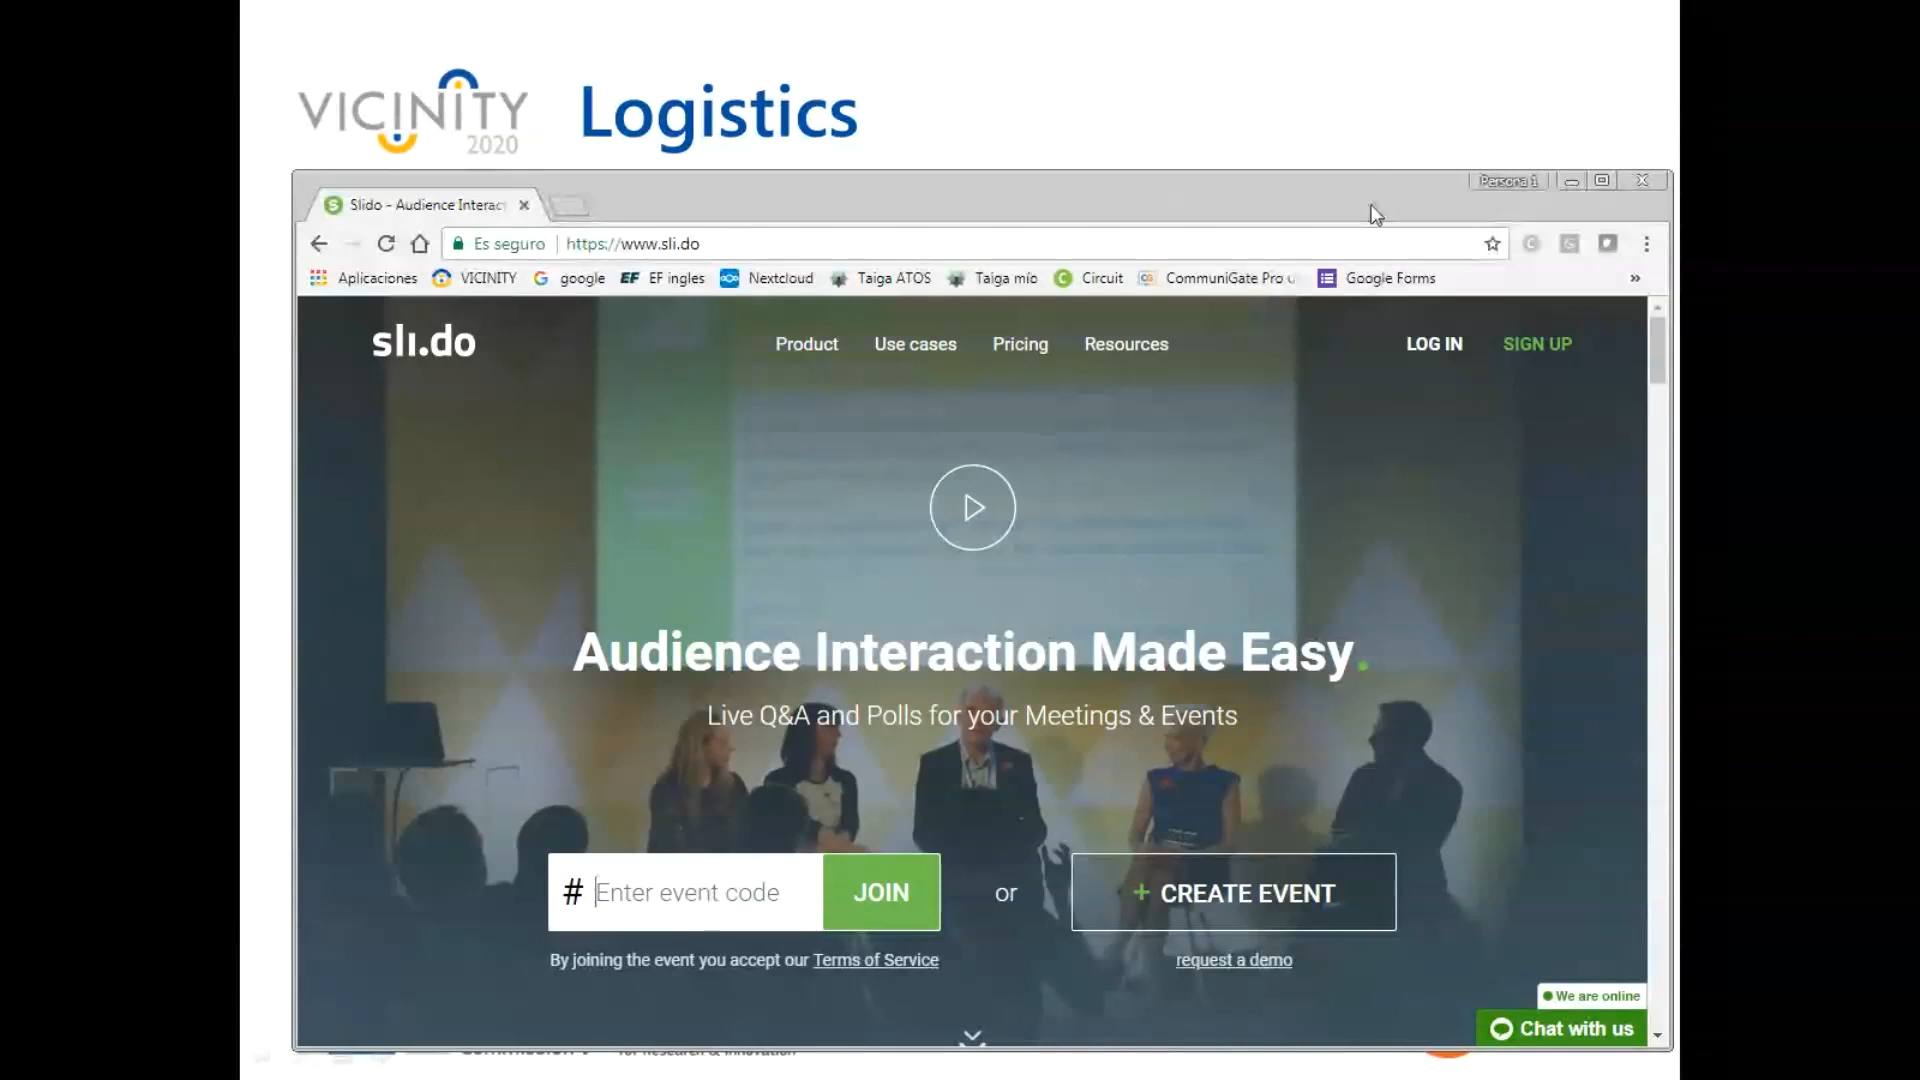 VICINITY
2020
Logistics
Persona 1
Slido - Audience Interac
Es seguro
https://www.sli.do
Aplicaciones
VICINITY
google
EF EF ingles
Nextcloud
Taiga ATOS
Taiga mío
Circuit
CommuniGate Pro
Google Forms
»
sli.do
Product
Use cases
Pricing
Resources
LOG IN
SIGN UP
Audience Interaction Made Easy.
Live Q&A and Polls for your Meetings & Events
# Enter event code
JOIN
or
+ CREATE EVENT
By joining the event you accept our Terms of Service
request a demo
We are online
Chat with us